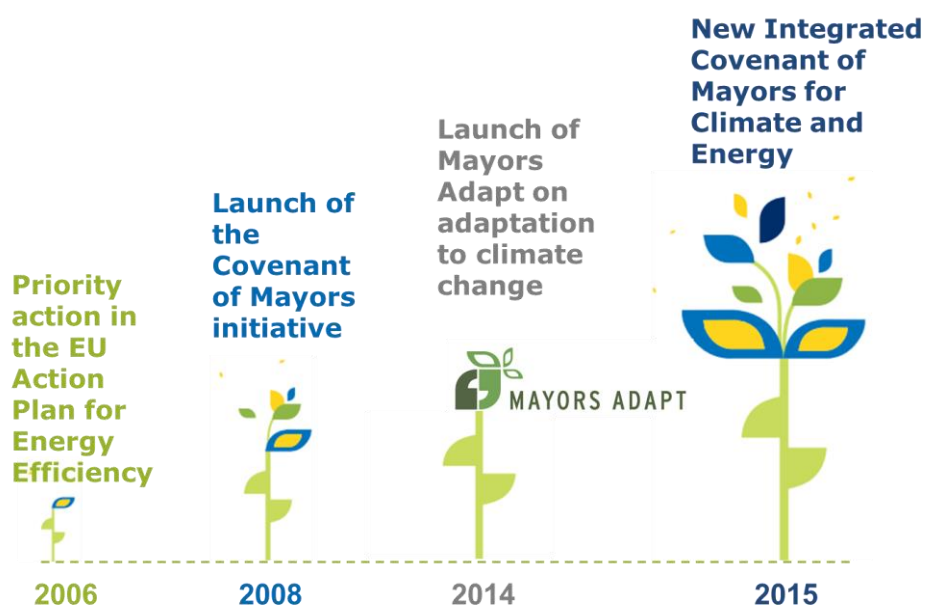 Priority
action in
the EU
Action
Plan for
Energy
Efficiency
Launch of
the
Covenant
of Mayors
initiative
Launch of
Mayors
Adapt on
adaptation
to climate
change
MAYORS ADAPT
New Integrated
Covenant of
Mayors for
Climate and
Energy
2006
2008
2014
2015